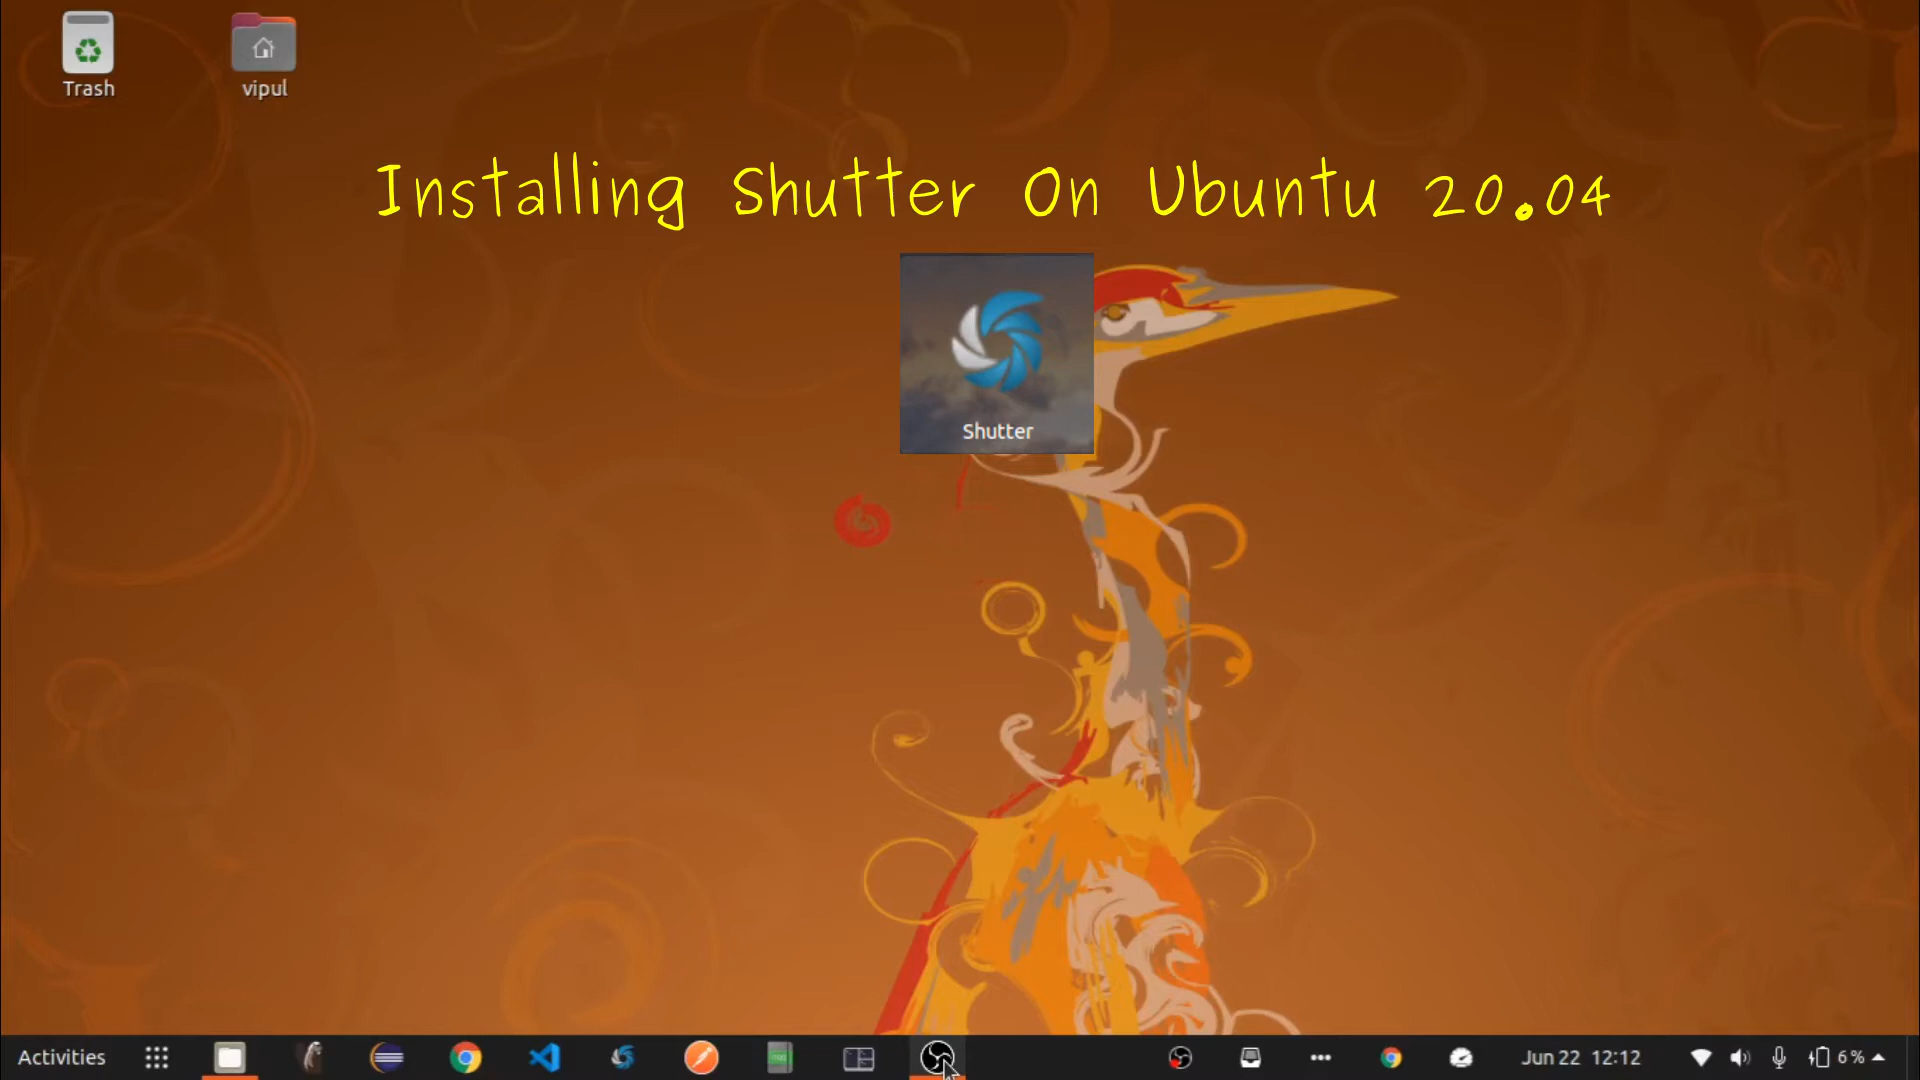 Trash
vipul
Installing Shutter On Ubuntu 20.04
Shutter
Activities
Jun 22 12:12
6%